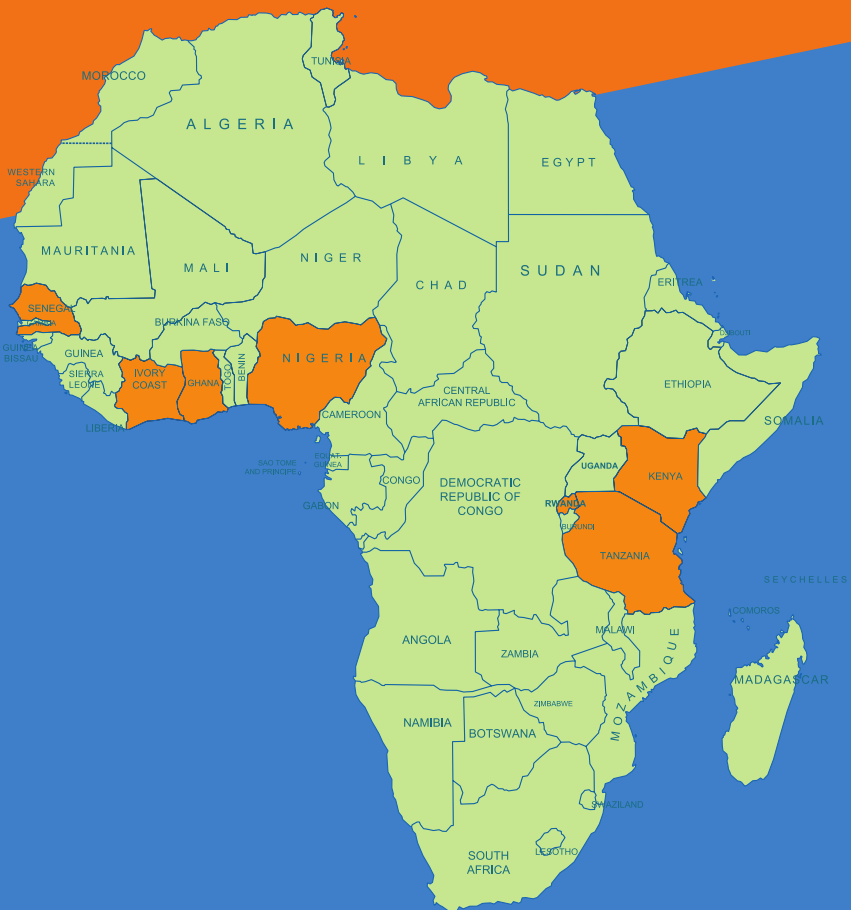 TUNISIA
MOROCCO
ALGERIA
LIBYA
EGYPT
WESTERN
SAHARA
MAURITANIA
MALI
NIGER
CHAD
SUDAN
ERITREA
SENEGAL
GAMBIA
BURKINA FASO
DJIBOUTI
GUINEA
BISSAU
GUINEA
SIERRA
LEONE
IVORY
COAST
GHANA
TOGO
BENIN
NIGERIA
ETHIOPIA
CENTRAL
AFRICAN REPUBLIC
CAMEROON
SOMALIA
LIBERIA
EQUAT.
GUINEA
SAO TOME
AND PRINCIPE
UGANDA
KENYA
CONGO
DEMOCRATIC
REPUBLIC OF
CONGO
GABON
RWANDA
BURUNDI
TANZANIA
SEYCHELLES
COMOROS
ANGOLA
MALAWI
ZAMBIA
MOZAMBIQUE
MADAGASCAR
ZIMBABWE
NAMIBIA
BOTSWANA
SWAZILAND
LESOTHO
SOUTH
AFRICA